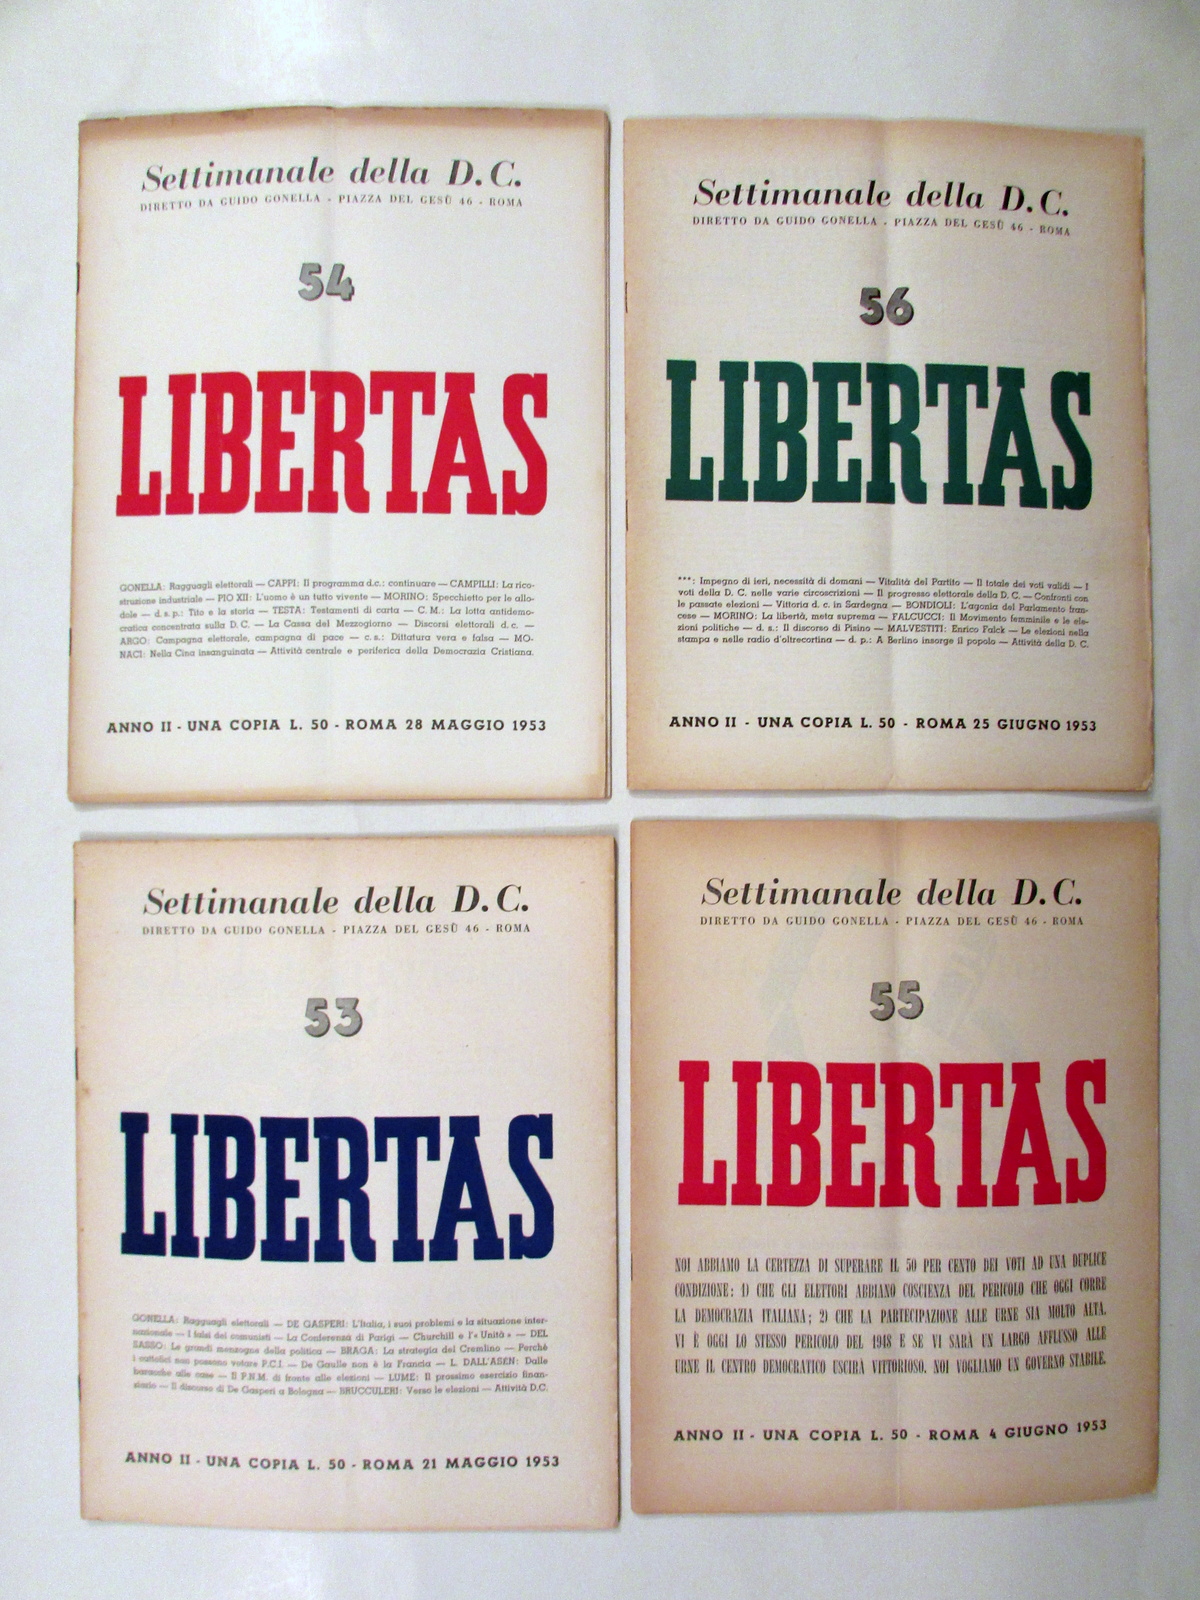 Settimanale della D.C.
DIRETTO DA GUIDO GONELLA - PIAZZA DEL GESÙ 46 - ROMA
54
LIBERTAS
GONELLA: Ragguagli elettorali — CAPPI: Il programma d.c.: continuare — CAMPILLI: La rico-
struzione industriale — PIO XII: L'uomo è un tutto vivente — MORINO: Specchietto per le allo-
dole — d. s. p.: Tito e la storia — TESTA: Testamenti di carta — C. M.: La lotta antidemo-
cratica concentrata sulla D. C. — La Cassa del Mezzogiorno — Discorsi elettorali d. c. —
ARGO: Campagna elettorale, campagna di pace — c. s.: Dittatura vera e falsa — MO-
NACI: Nella Cina insanguinata — Attività centrale e periferica della Democrazia Cristiana.
ANNO II - UNA COPIA L. 50 - ROMA 28 MAGGIO 1953
Settimanale della D.C.
DIRETTO DA GUIDO GONELLA - PIAZZA DEL GESÙ 46 - ROMA
56
LIBERTAS
***: Impegno di ieri, necessità di domani — Vitalità del Partito — Il totale dei voti validi — I
voti della D. C. nelle varie circoscrizioni — Il progresso elettorale della D. C. — Confronti con
le passate elezioni — Vittoria d. c. in Sardegna — BONDIOLI: L'agonia del Parlamento fran-
cese — MORINO: La libertà, meta suprema — FALCUCCI: Il Movimento femminile e le ele-
zioni politiche — d. s.: Il discorso di Pisino — MALVESTITI: Enrico Falck — Le elezioni nella
stampa e nelle radio d'oltrecortina — d. p.: A Berlino insorge il popolo — Attività della D. C.
ANNO II - UNA COPIA L. 50 - ROMA 25 GIUGNO 1953
Settimanale della D.C.
DIRETTO DA GUIDO GONELLA - PIAZZA DEL GESÙ 46 - ROMA
53
LIBERTAS
GONELLA: Ragguagli elettorali — DE GASPERI: L'Italia, i suoi problemi e la situazione inter-
nazionale — I falsi dei comunisti — La Conferenza di Parigi — Churchill e l'« Unità » — DEL
SASSO: Le grandi menzogne della politica — BRAGA: La strategia del Cremlino — Perché
i cattolici non possono votare P.C.I. — De Gaulle non è la Francia — L. DALL'ASEN: Dalle
baracche alle case — Il P.N.M. di fronte alle elezioni — LUME: Il prossimo esercizio finan-
ziario — Il discorso di De Gasperi a Bologna — BRUCCULERI: Verso le elezioni — Attività D.C.
ANNO II - UNA COPIA L. 50 - ROMA 21 MAGGIO 1953
Settimanale della D.C.
DIRETTO DA GUIDO GONELLA - PIAZZA DEL GESÙ 46 - ROMA
55
LIBERTAS
NOI ABBIAMO LA CERTEZZA DI SUPERARE IL 50 PER CENTO DEI VOTI AD UNA DUPLICE
CONDIZIONE: 1) CHE GLI ELETTORI ABBIANO COSCIENZA DEL PERICOLO CHE OGGI CORRE
LA DEMOCRAZIA ITALIANA; 2) CHE LA PARTECIPAZIONE ALLE URNE SIA MOLTO ALTA.
VI È OGGI LO STESSO PERICOLO DEL 1948 E SE VI SARÀ UN LARGO AFFLUSSO ALLE
URNE IL CENTRO DEMOCRATICO USCIRÀ VITTORIOSO. NOI VOGLIAMO UN GOVERNO STABILE.
ANNO II - UNA COPIA L. 50 - ROMA 4 GIUGNO 1953